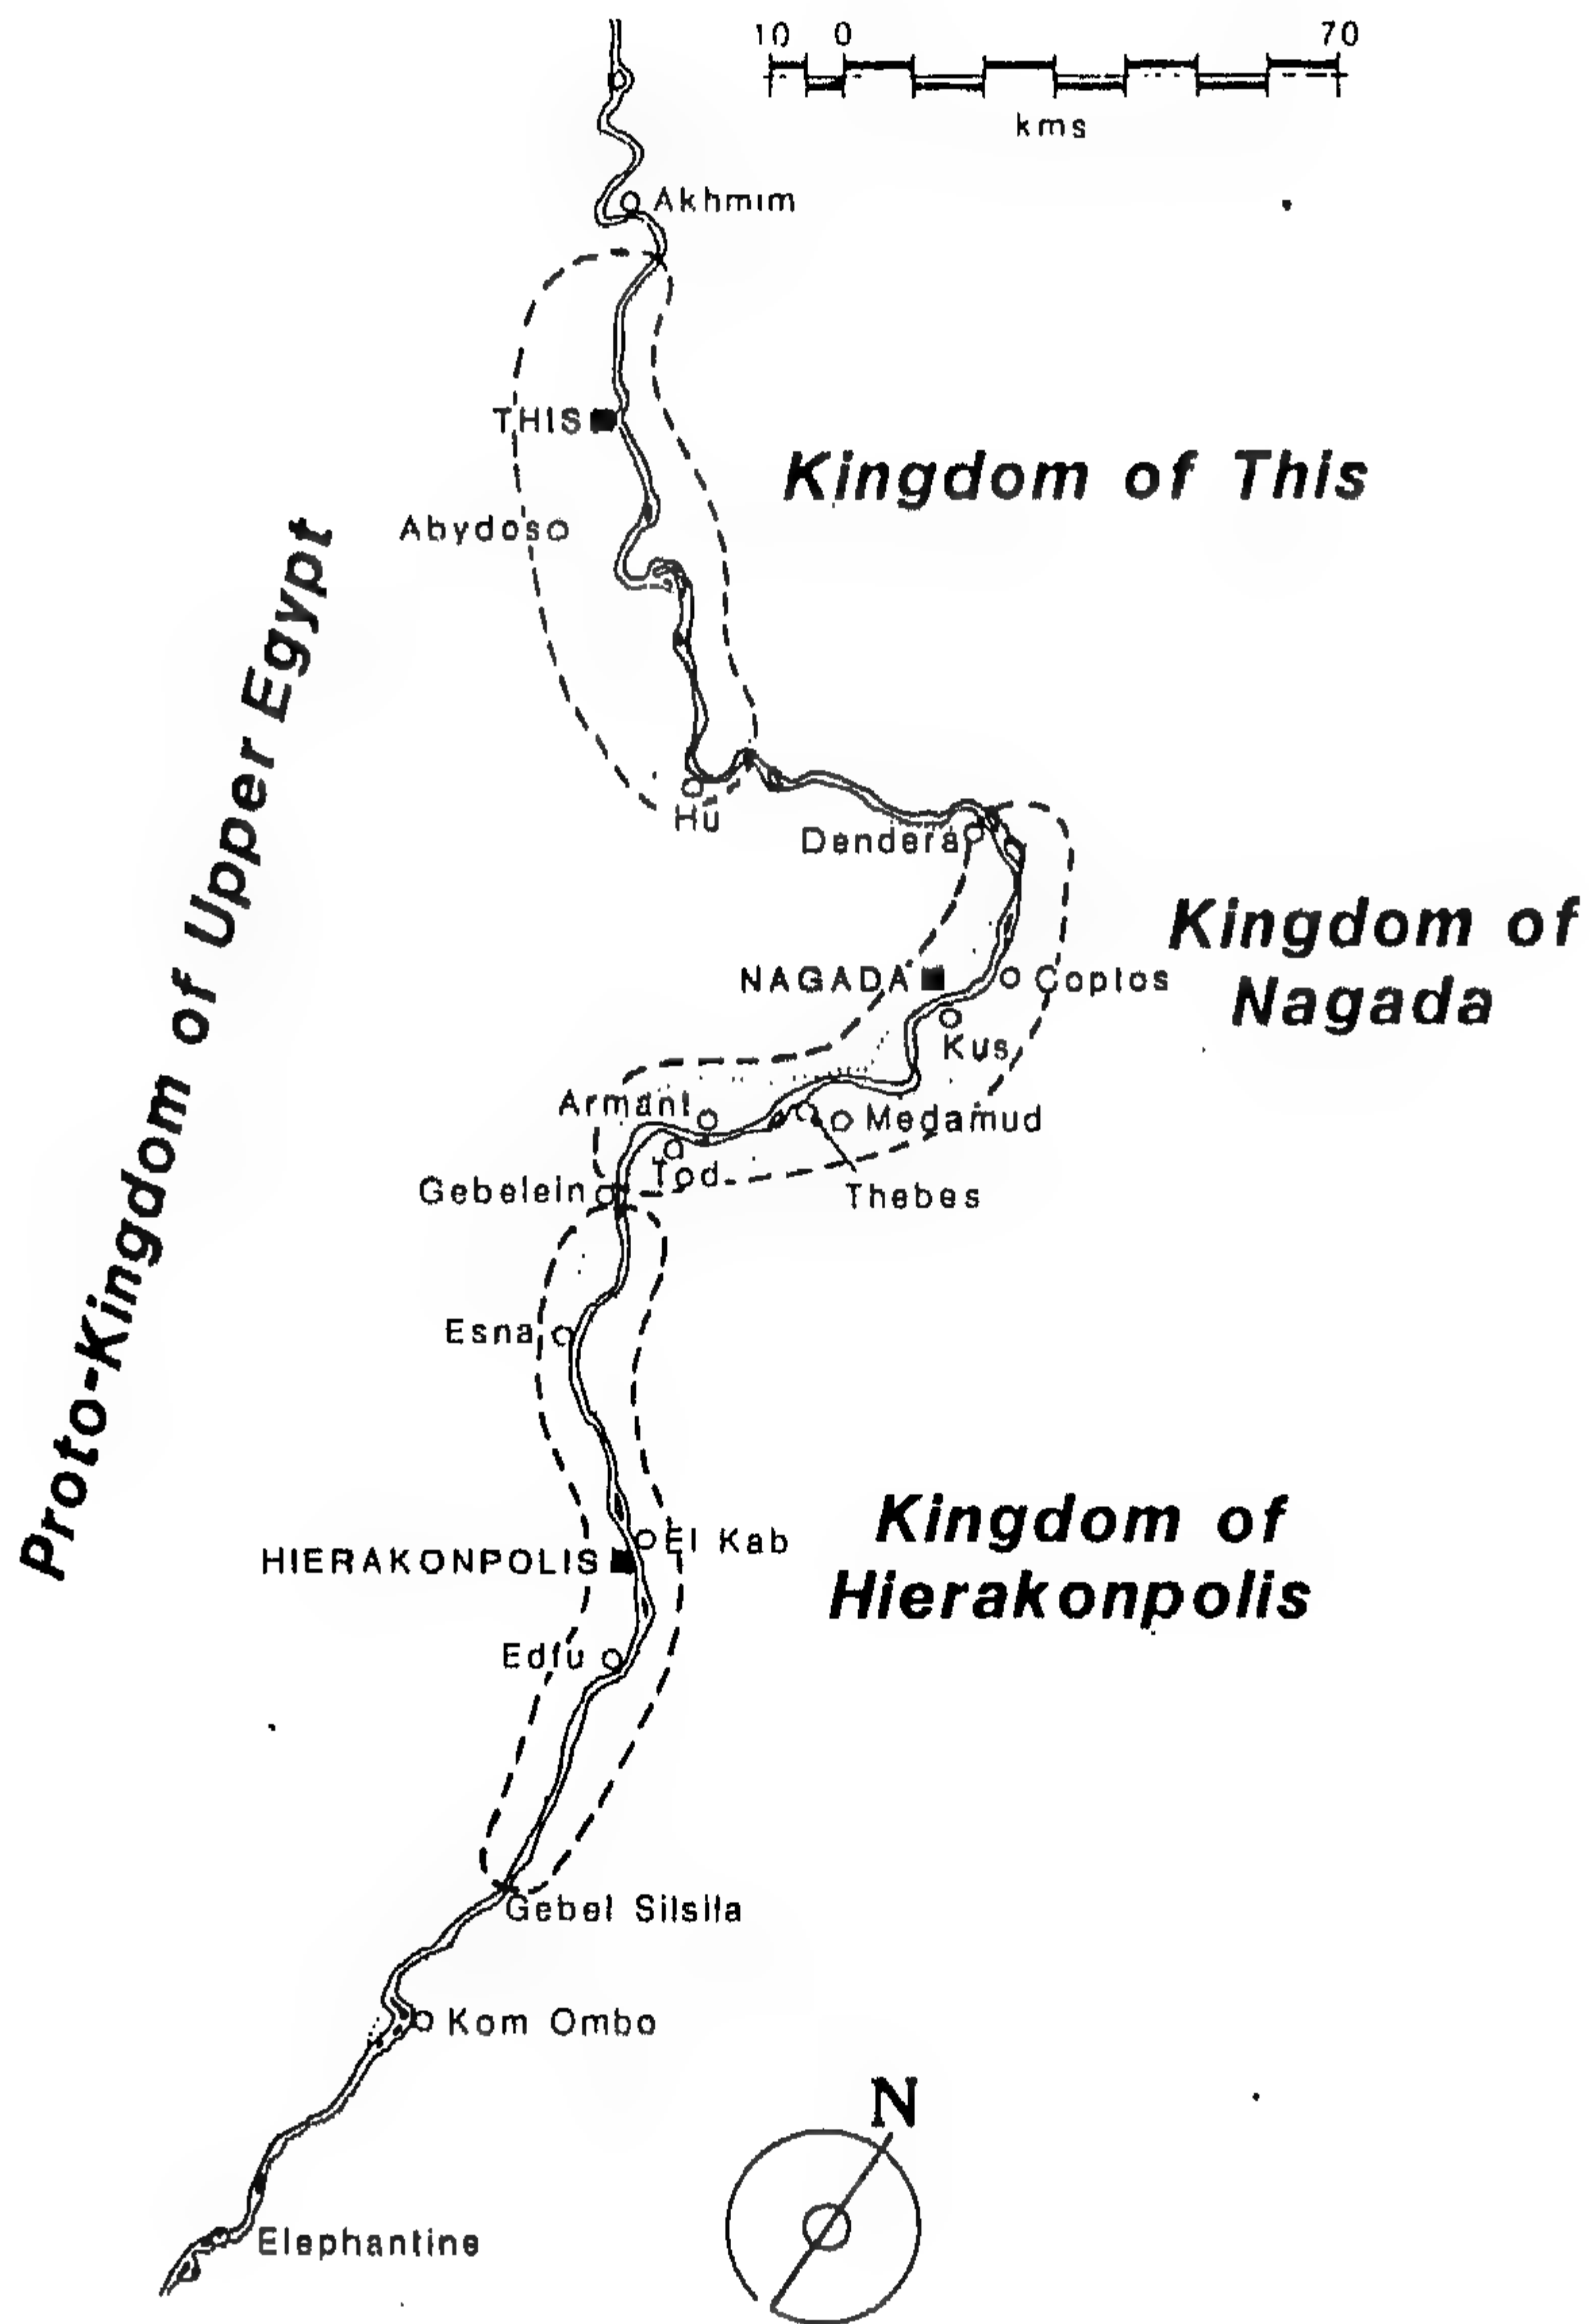 10 0 70
kms
Akhmim
THIS
Kingdom of This
Abydos
Proto-Kingdom of Upper Egypt
Hu
Dendera
Kingdom of
Nagada
NAGADA
Coptos
Kus
Armant
Medamud
Tod
Gebelein
Thebes
Esna
Kingdom of
Hierakonpolis
El Kab
HIERAKONPOLIS
Edfu
Gebel Silsila
Kom Ombo
N
Elephantine